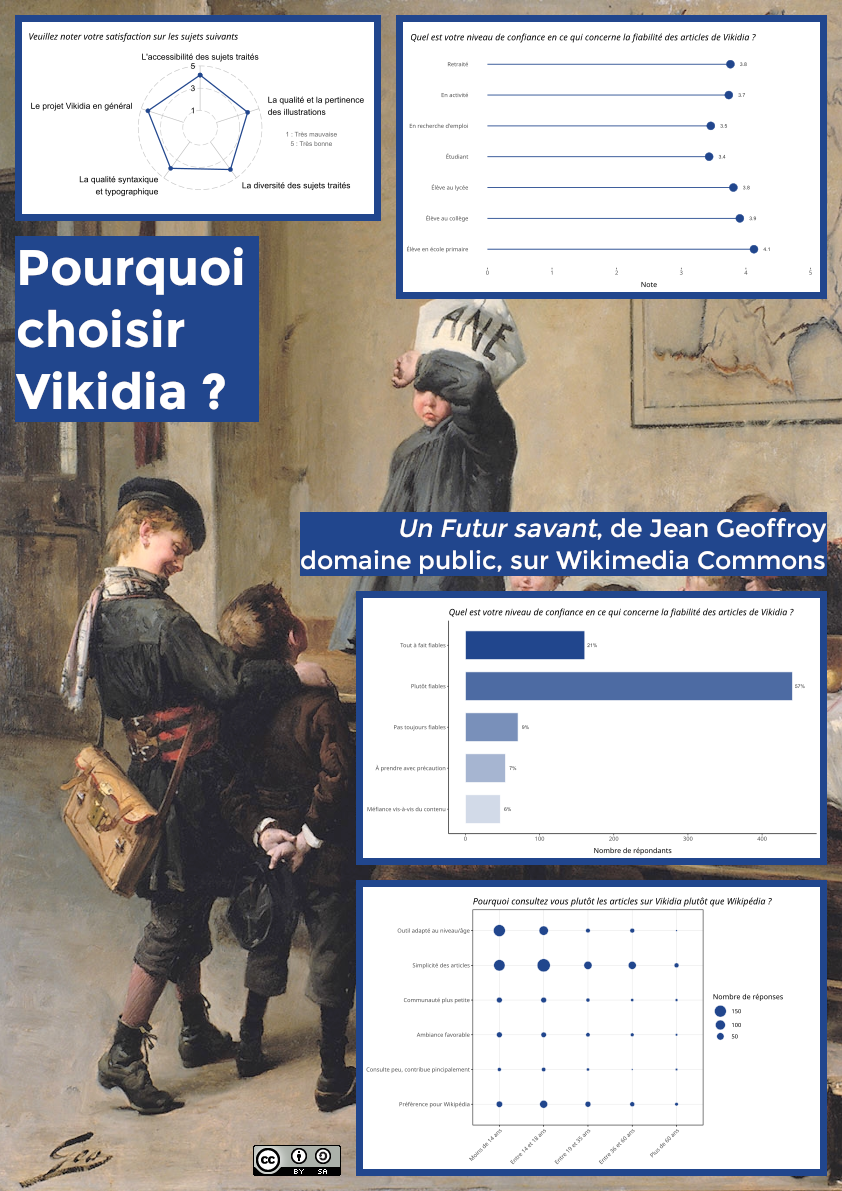 Veuillez noter votre satisfaction sur les sujets suivants
L'accessibilité des sujets traités
5
3
1
La qualité et la pertinence
des illustrations
Le projet Vikidia en général
1 : Très mauvaise
5 : Très bonne
La qualité syntaxique
et typographique
La diversité des sujets traités
Quel est votre niveau de confiance en ce qui concerne la fiabilité des articles de Vikidia ?
Retraité 3.8
En activité 3.7
En recherche d'emploi 3.5
Étudiant 3.4
Élève au lycée 3.8
Élève au collège 3.9
Élève en école primaire 4.1
0 1 2 3 4 5
Note
Pourquoi
choisir
Vikidia ?
ANE
Un Futur savant, de Jean Geoffroy
domaine public, sur Wikimedia Commons
Quel est votre niveau de confiance en ce qui concerne la fiabilité des articles de Vikidia ?
Tout à fait fiables 21%
Plutôt fiables 57%
Pas toujours fiables 9%
À prendre avec précaution 7%
Méfiance vis-à-vis du contenu 6%
0 100 200 300 400
Nombre de répondants
Pourquoi consultez vous plutôt les articles sur Vikidia plutôt que Wikipédia ?
Outil adapté au niveau/âge
Simplicité des articles
Communauté plus petite
Ambiance favorable
Consulte peu, contribue pincipalement
Préférence pour Wikipédia
Moins de 14 ans
Entre 14 et 18 ans
Entre 19 et 35 ans
Entre 36 et 60 ans
Plus de 60 ans
Nombre de réponses
150
100
50
Geo
cc BY SA